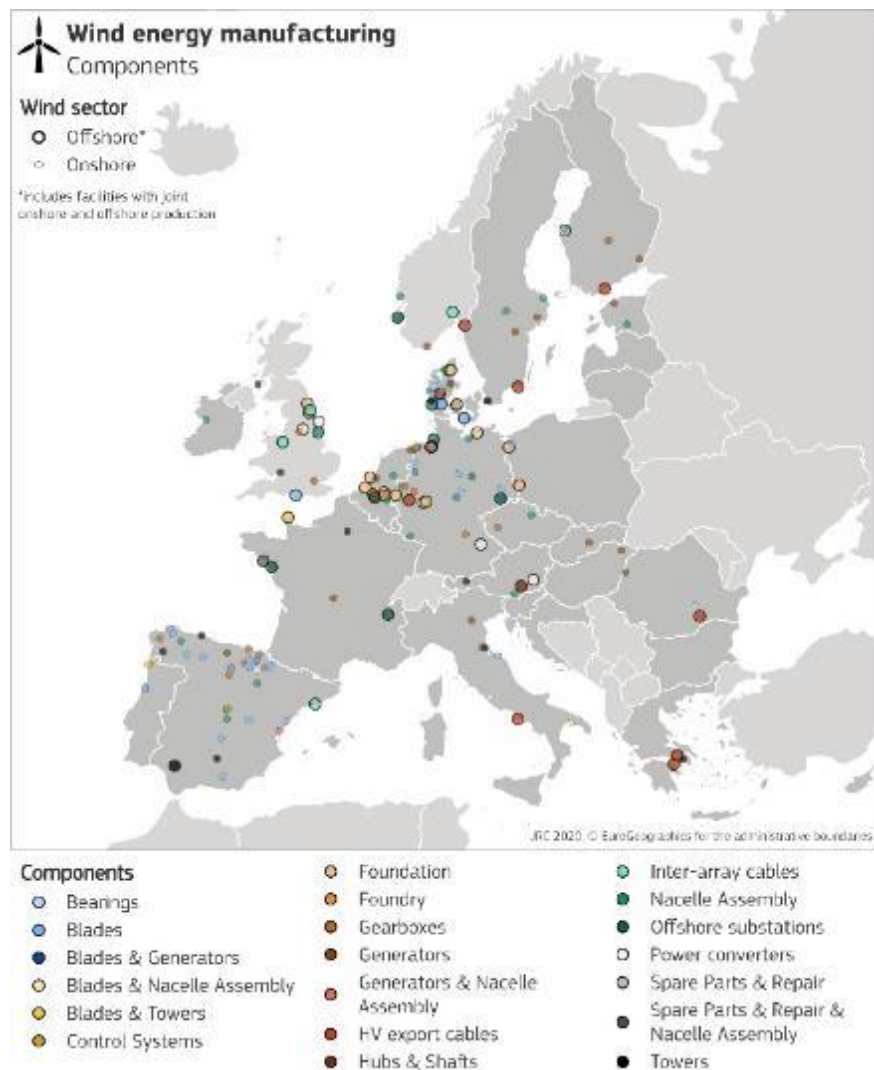 Wind energy manufacturing
Components
Wind sector
Offshore*
Onshore
*includes facilities with joint
onshore and offshore production
JRC 2020, © EuroGeographics for the administrative boundaries
Components
Bearings
Blades
Blades & Generators
Blades & Nacelle Assembly
Blades & Towers
Control Systems
Foundation
Foundry
Gearboxes
Generators
Generators & Nacelle
Assembly
HV export cables
Hubs & Shafts
Inter-array cables
Nacelle Assembly
Offshore substations
Power converters
Spare Parts & Repair
Spare Parts & Repair &
Nacelle Assembly
Towers